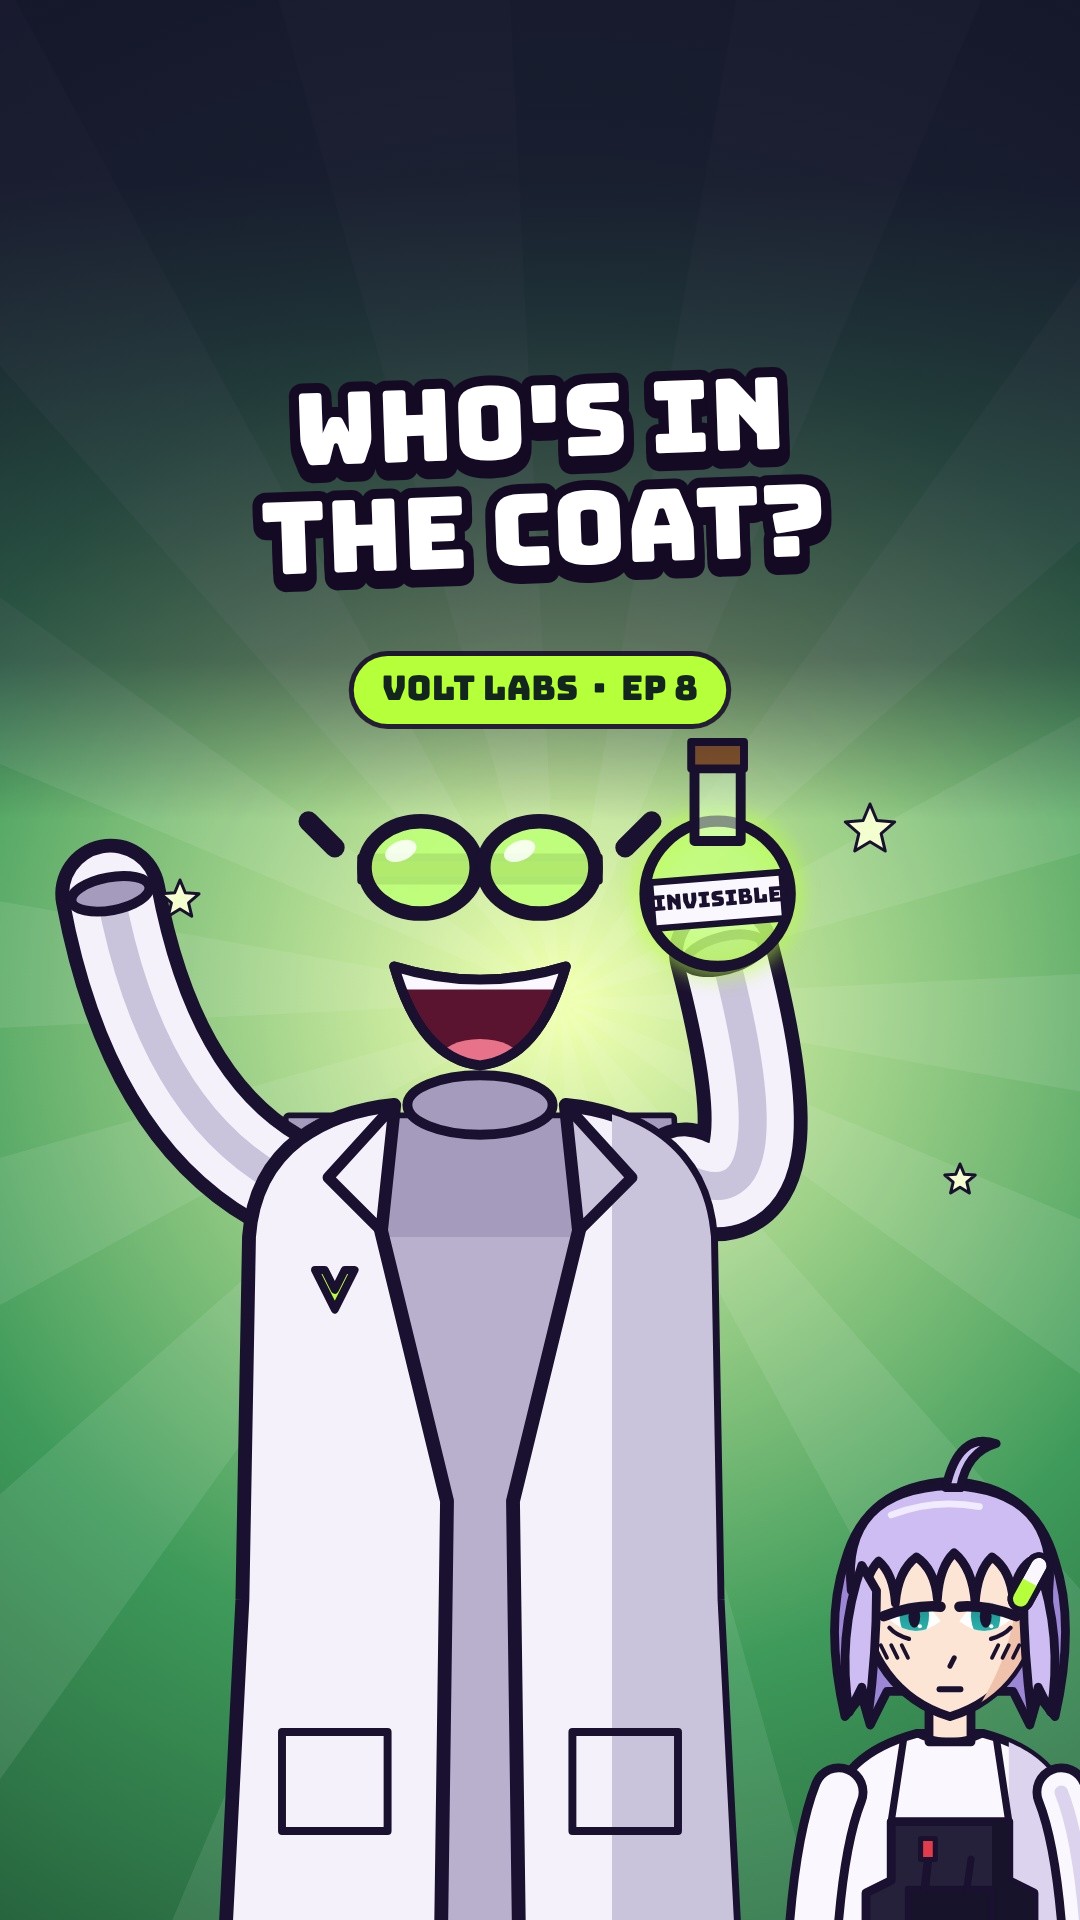 WHO'S IN
THE COAT?
VOLT LABS ▪ EP 8
INVISIBLE
V